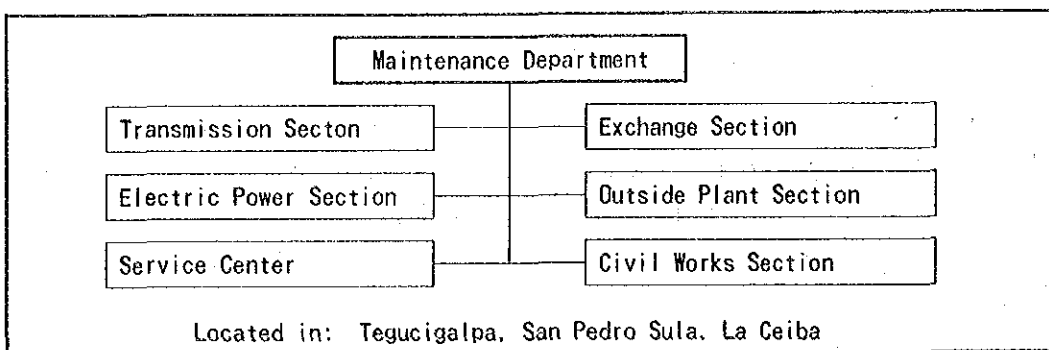 Maintenance Department
Transmission Secton
Exchange Section
Electric Power Section
Outside Plant Section
Service Center
Civil Works Section
Located in: Tegucigalpa, San Pedro Sula, La Ceiba